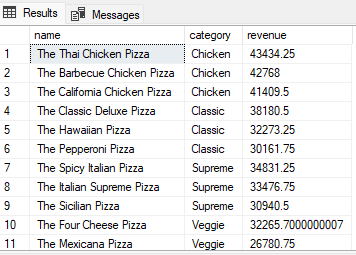 Results Messages
name category revenue
1 The Thai Chicken Pizza Chicken 43434.25
2 The Barbecue Chicken Pizza Chicken 42768
3 The California Chicken Pizza Chicken 41409.5
4 The Classic Deluxe Pizza Classic 38180.5
5 The Hawaiian Pizza Classic 32273.25
6 The Pepperoni Pizza Classic 30161.75
7 The Spicy Italian Pizza Supreme 34831.25
8 The Italian Supreme Pizza Supreme 33476.75
9 The Sicilian Pizza Supreme 30940.5
10 The Four Cheese Pizza Veggie 32265.7000000007
11 The Mexicana Pizza Veggie 26780.75